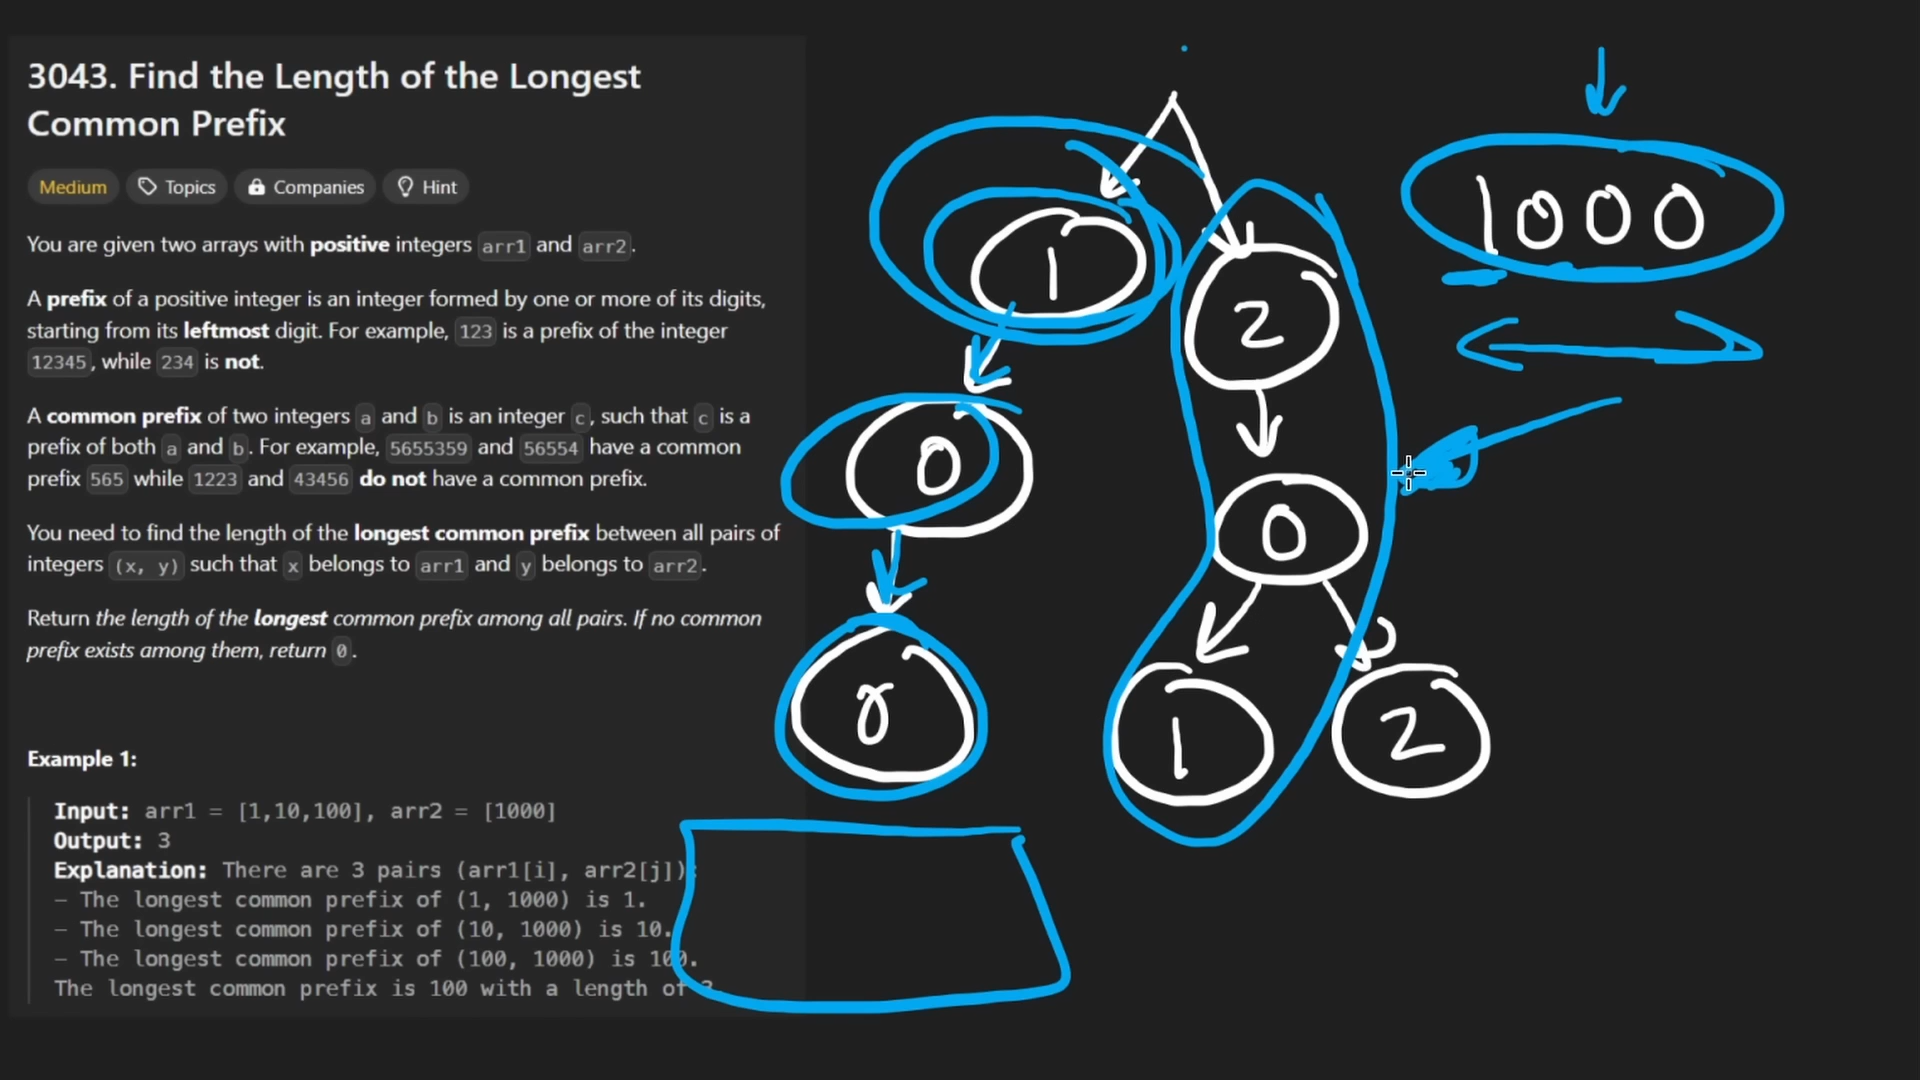 3043. Find the Length of the Longest
Common Prefix
Medium Topics Companies Hint
You are given two arrays with positive integers arr1 and arr2.
A prefix of a positive integer is an integer formed by one or more of its digits,
starting from its leftmost digit. For example, 123 is a prefix of the integer
12345, while 234 is not.
A common prefix of two integers a and b is an integer c, such that c is a
prefix of both a and b. For example, 5655359 and 56554 have a common
prefix 565 while 1223 and 43456 do not have a common prefix.
You need to find the length of the longest common prefix between all pairs of
integers (x, y) such that x belongs to arr1 and y belongs to arr2.
Return the length of the longest common prefix among all pairs. If no common
prefix exists among them, return 0.
Example 1:
Input: arr1 = [1,10,100], arr2 = [1000]
Output: 3
Explanation: There are 3 pairs (arr1[i], arr2[j]):
- The longest common prefix of (1, 1000) is 1.
- The longest common prefix of (10, 1000) is 10.
- The longest common prefix of (100, 1000) is 100.
The longest common prefix is 100 with a length of
1000
1
2
0
0
1
2